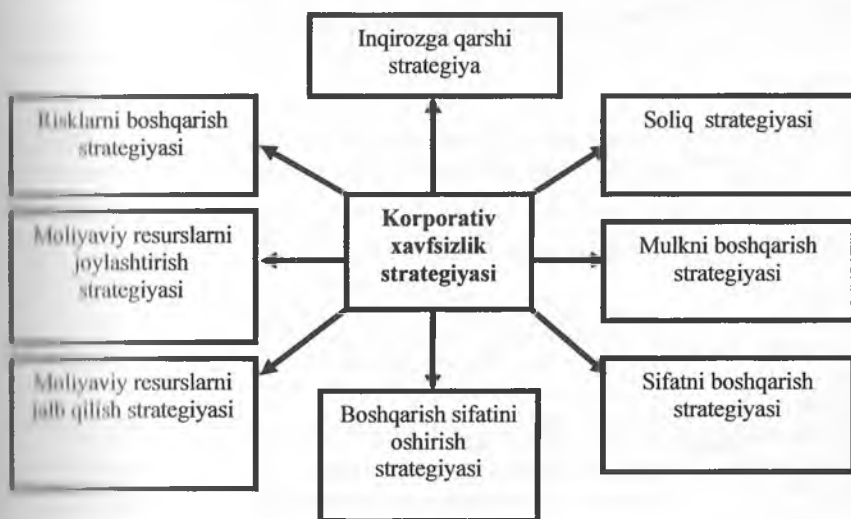 Inqirozga qarshi
strategiya
Risklarni boshqarish
strategiyasi
Soliq strategiyasi
Korporativ
xavfsizlik
strategiyasi
Moliyaviy resurslarni
joylashtirish
strategiyasi
Mulkni boshqarish
strategiyasi
Moliyaviy resurslarni
jalb qilish strategiyasi
Boshqarish sifatini
oshirish
strategiyasi
Sifatni boshqarish
strategiyasi